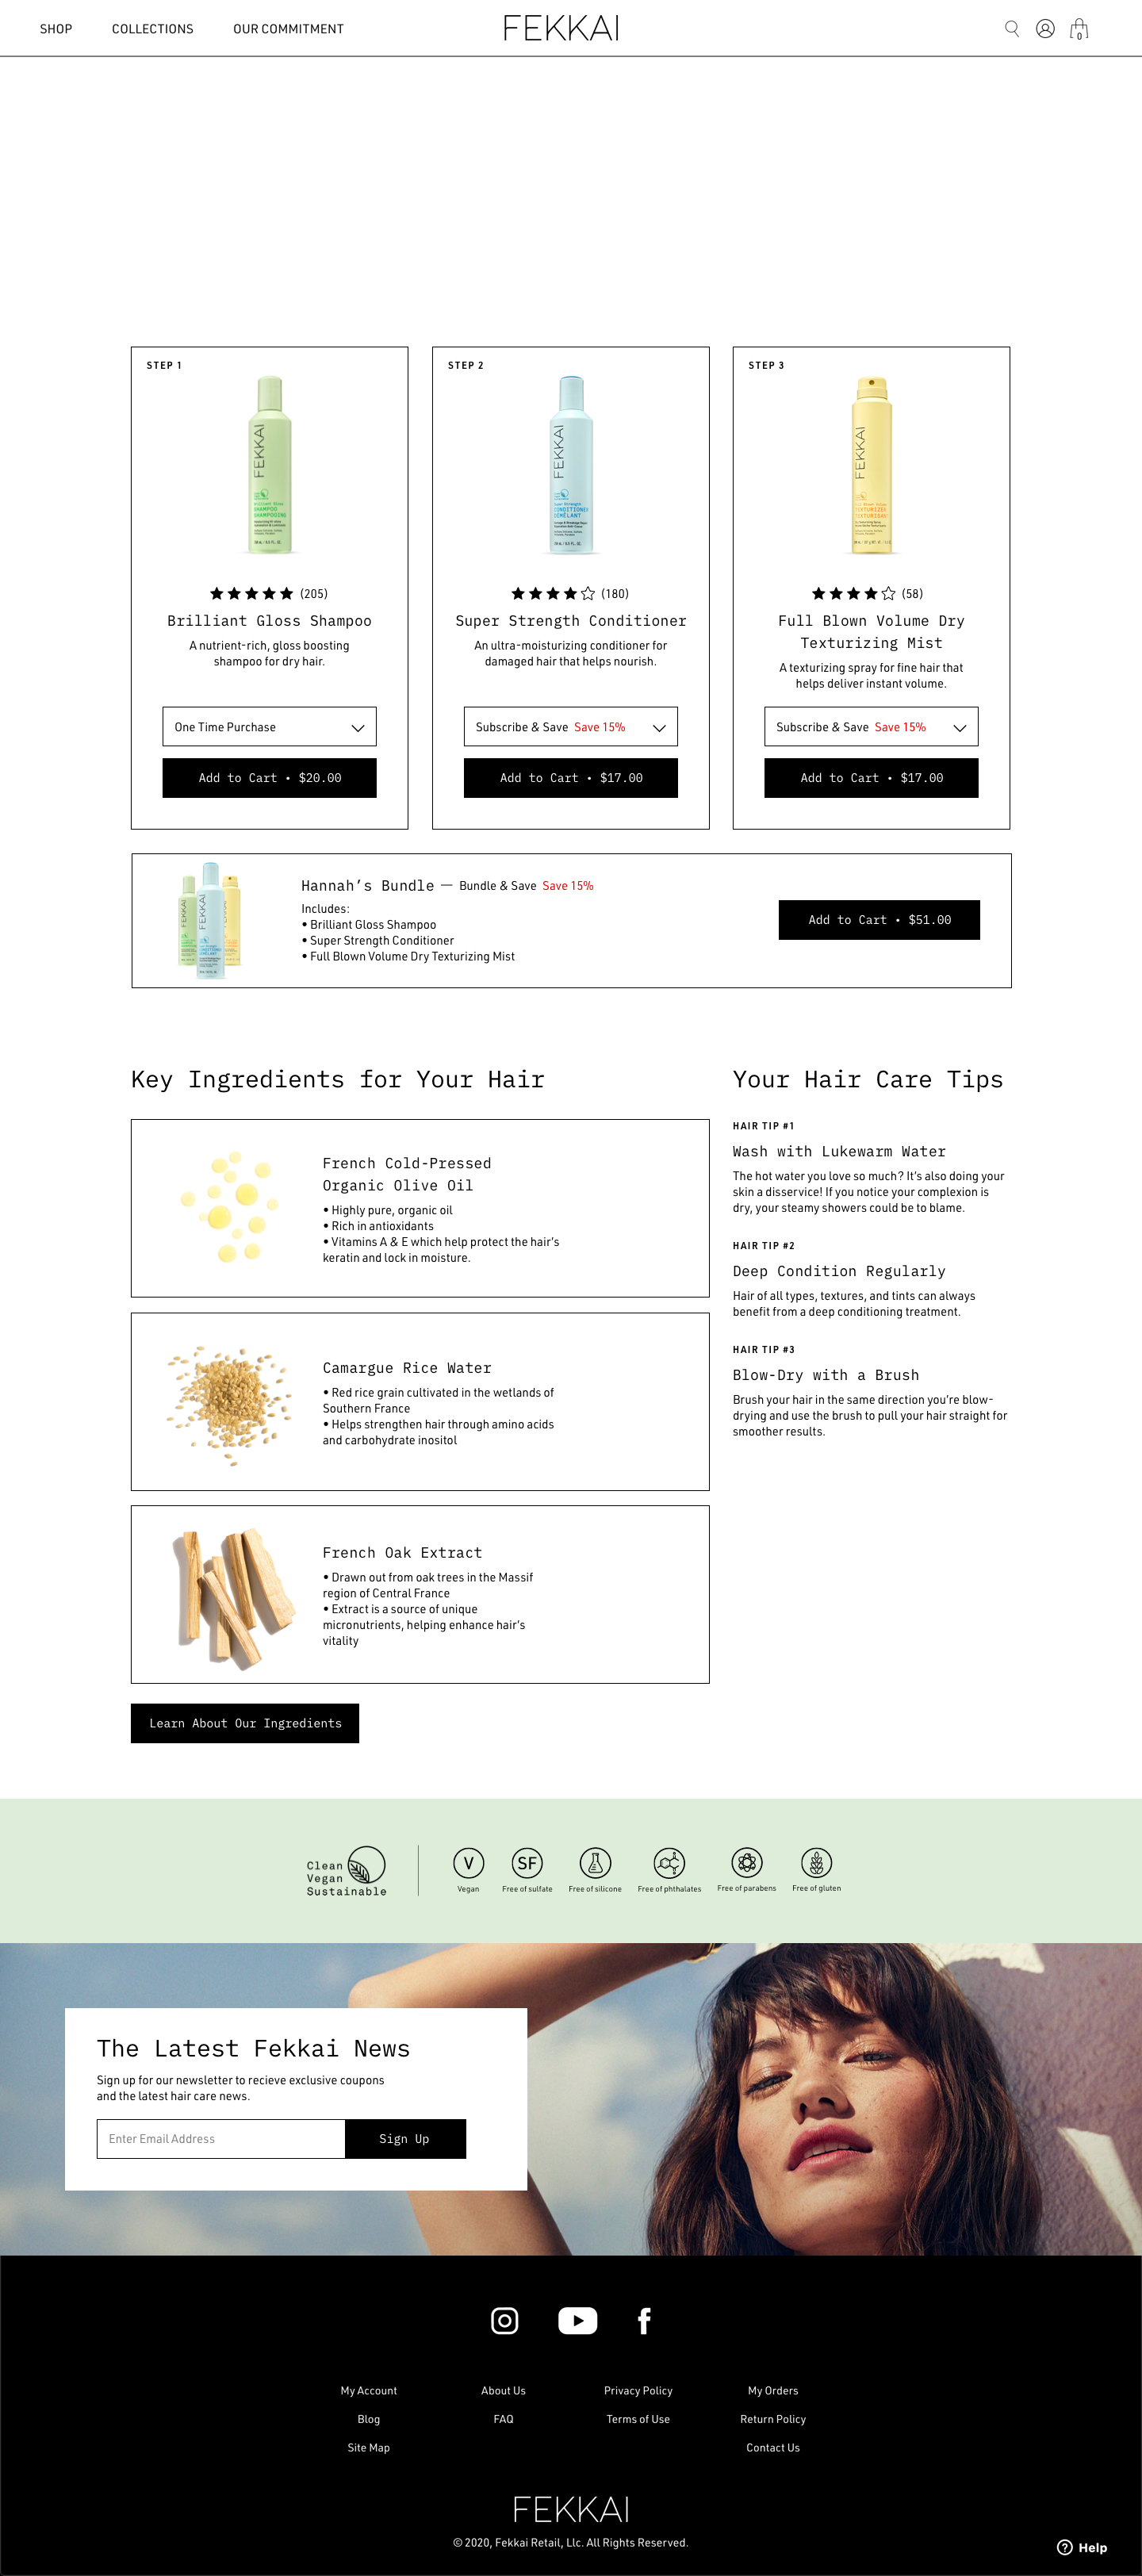 SHOP
COLLECTIONS
OUR COMMITMENT
FEKKAI
0
STEP 1
FEKKAI
SHAMPOO
SHAMPOOING
★★★★★ (205)
Brilliant Gloss Shampoo
A nutrient-rich, gloss boosting
shampoo for dry hair.
One Time Purchase
Add to Cart • $20.00
STEP 2
FEKKAI
Super Strength
CONDITIONER
DÉMÊLANT
★★★★☆ (180)
Super Strength Conditioner
An ultra-moisturizing conditioner for
damaged hair that helps nourish.
Subscribe & Save Save 15%
Add to Cart • $17.00
STEP 3
FEKKAI
★★★★☆ (58)
Full Blown Volume Dry
Texturizing Mist
A texturizing spray for fine hair that
helps deliver instant volume.
Subscribe & Save Save 15%
Add to Cart • $17.00
FEKKAI
FEKKAI
FEKKAI
Hannah’s Bundle — Bundle & Save Save 15%
Includes:
• Brilliant Gloss Shampoo
• Super Strength Conditioner
• Full Blown Volume Dry Texturizing Mist
Add to Cart • $51.00
Key Ingredients for Your Hair
French Cold-Pressed
Organic Olive Oil
• Highly pure, organic oil
• Rich in antioxidants
• Vitamins A & E which help protect the hair’s
keratin and lock in moisture.
Camargue Rice Water
• Red rice grain cultivated in the wetlands of
Southern France
• Helps strengthen hair through amino acids
and carbohydrate inositol
French Oak Extract
• Drawn out from oak trees in the Massif
region of Central France
• Extract is a source of unique
micronutrients, helping enhance hair’s
vitality
Learn About Our Ingredients
Your Hair Care Tips
HAIR TIP #1
Wash with Lukewarm Water
The hot water you love so much? It’s also doing your
skin a disservice! If you notice your complexion is
dry, your steamy showers could be to blame.
HAIR TIP #2
Deep Condition Regularly
Hair of all types, textures, and tints can always
benefit from a deep conditioning treatment.
HAIR TIP #3
Blow-Dry with a Brush
Brush your hair in the same direction you’re blow-
drying and use the brush to pull your hair straight for
smoother results.
Clean
Vegan
Sustainable
V
Vegan
SF
Free of sulfate
Free of silicone
Free of phthalates
Free of parabens
Free of gluten
The Latest Fekkai News
Sign up for our newsletter to recieve exclusive coupons
and the latest hair care news.
Enter Email Address
Sign Up
My Account
About Us
Privacy Policy
My Orders
Blog
FAQ
Terms of Use
Return Policy
Site Map
Contact Us
FEKKAI
© 2020, Fekkai Retail, Llc. All Rights Reserved.
Help